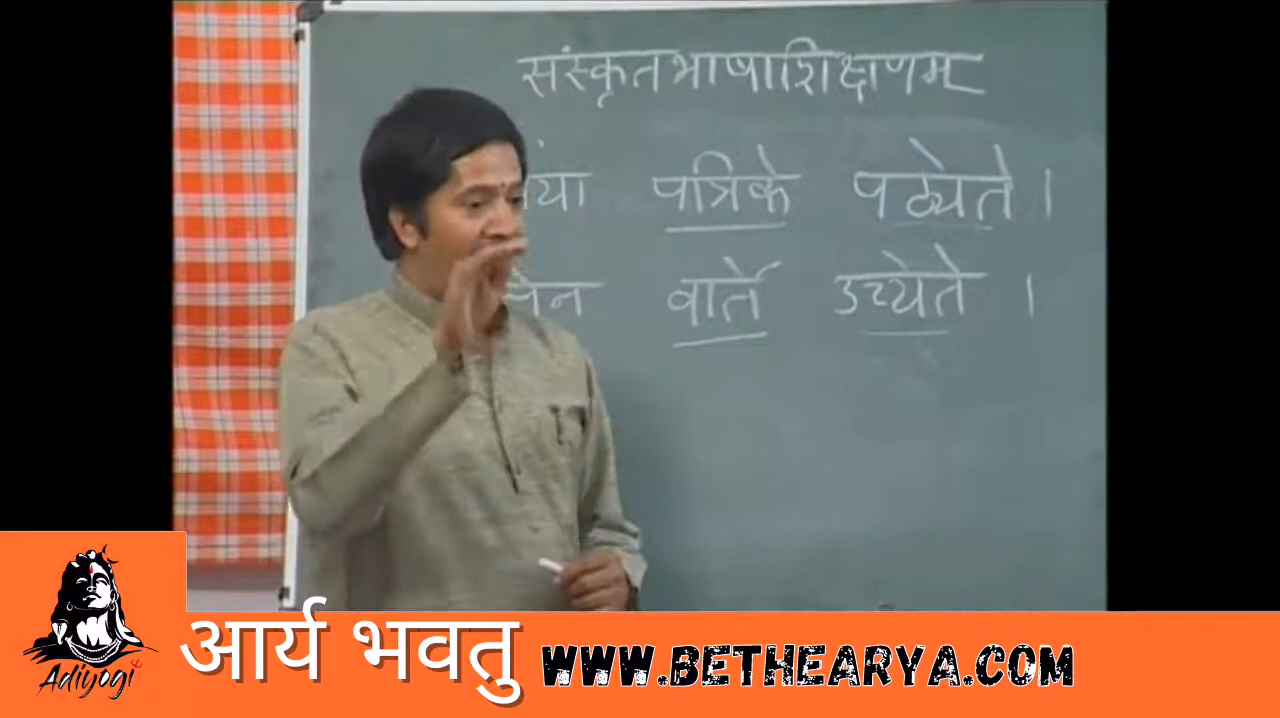 संस्कृतभाषाशिक्षणम्
पत्रिके पठ्येते ।
वार्ते उच्येते ।
Adiyogi
आर्य भवतु WWW.BETHEARYA.COM